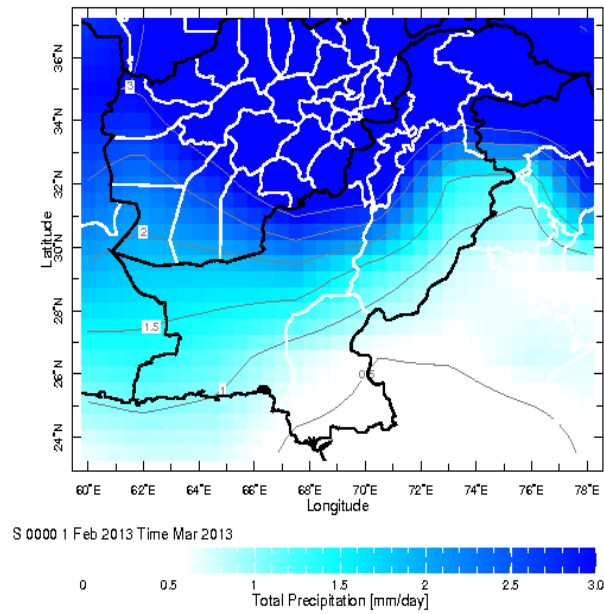 36°N
34°N
32°N
30°N
28°N
26°N
24°N
Latitude
3
2
1.5
1
0.5
60°E 62°E 64°E 66°E 68°E 70°E 72°E 74°E 76°E 78°E
Longitude
S 0000 1 Feb 2013 Time Mar 2013
0 0.5 1 1.5 2.0 2.5 3.0
Total Precipitation [mm/day]